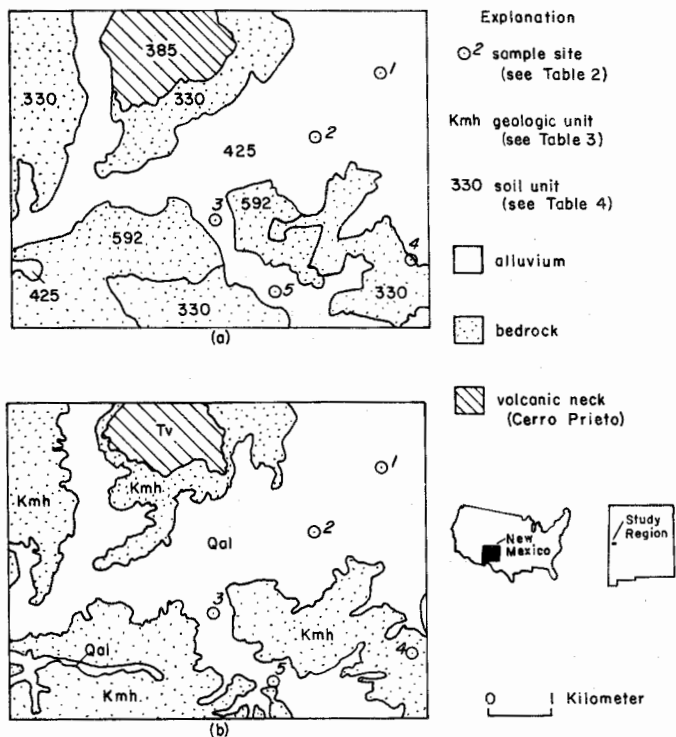 385
330
330
1
2
425
3
592
592
4
425
330
5
330
(a)
Tv
Kmh
Kmh
1
2
Qal
3
Kmh
Qal
4
5
Kmh
(b)
Explanation
2 sample site
(see Table 2)
Kmh geologic unit
(see Table 3)
330 soil unit
(see Table 4)
alluvium
bedrock
volcanic neck
(Cerro Prieto)
New
Mexico
Study
Region
0 1 Kilometer